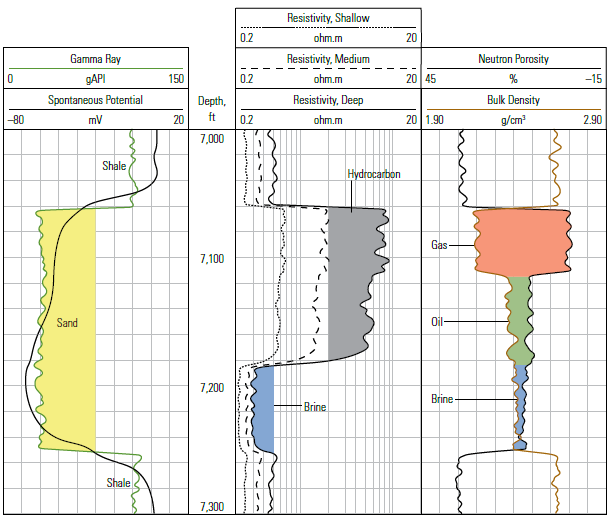 Resistivity, Shallow
0.2 ohm.m 20
Gamma Ray
0 gAPI 150
Resistivity, Medium
0.2 ohm.m 20
Neutron Porosity
45 % –15
Spontaneous Potential
–80 mV 20
Depth,
ft
Resistivity, Deep
0.2 ohm.m 20
Bulk Density
1.90 g/cm³ 2.90
7,000
Shale
Hydrocarbon
Gas
7,100
Sand
Oil
7,200
Brine
Brine
Shale
7,300